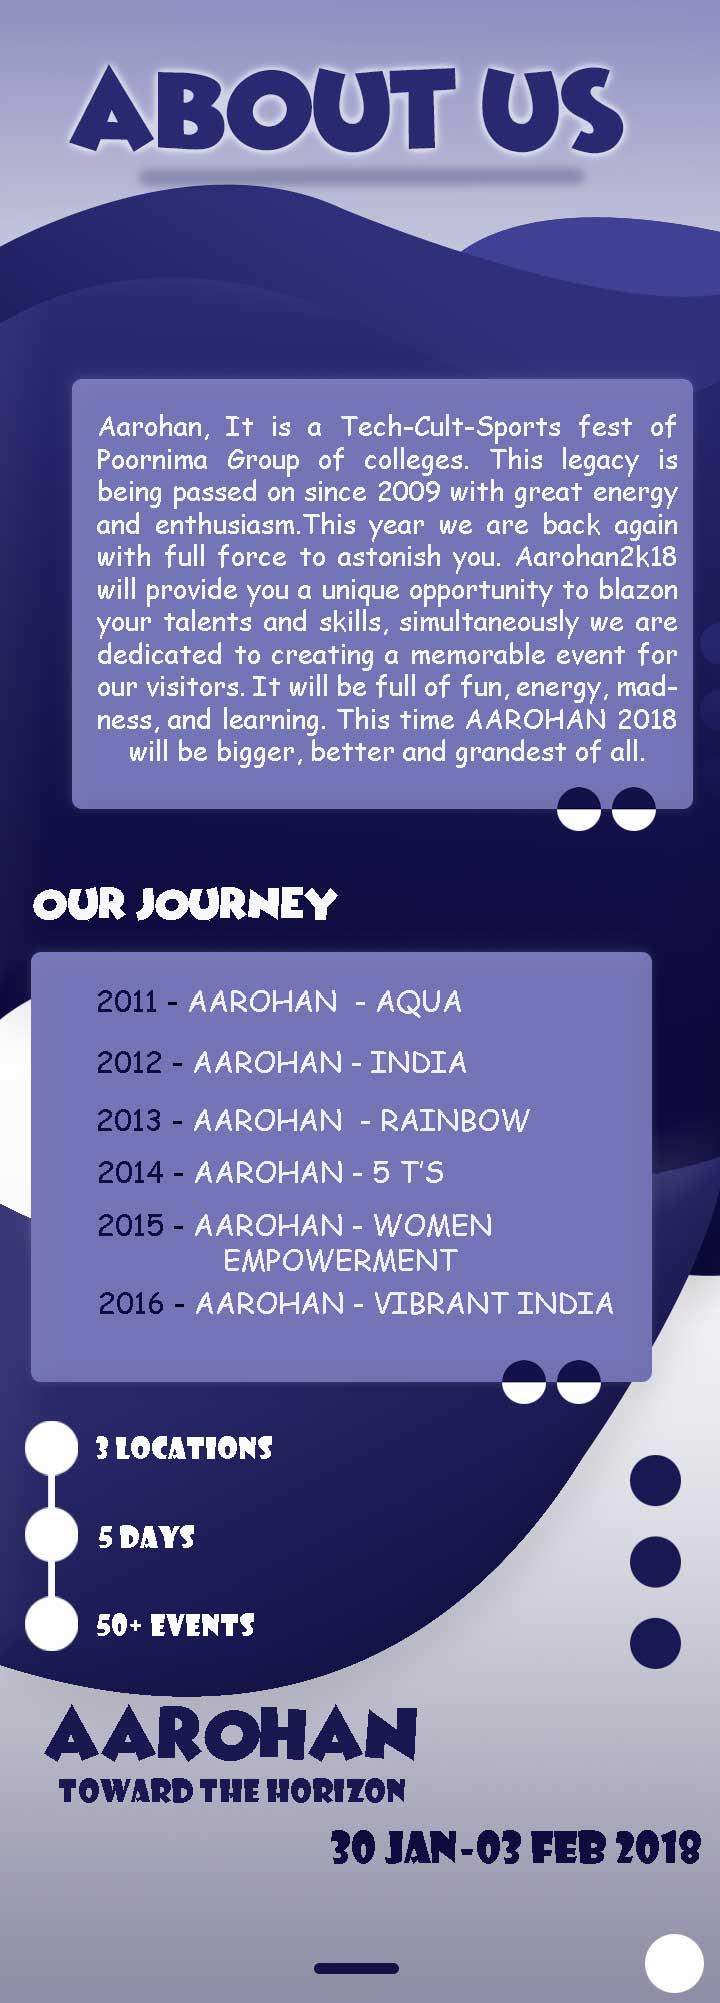 ABOUT US
Aarohan, It is a Tech-Cult-Sports fest of
Poornima Group of colleges. This legacy is
being passed on since 2009 with great energy
and enthusiasm.This year we are back again
with full force to astonish you. Aarohan2k18
will provide you a unique opportunity to blazon
your talents and skills, simultaneously we are
dedicated to creating a memorable event for
our visitors. It will be full of fun, energy, mad-
ness, and learning. This time AAROHAN 2018
will be bigger, better and grandest of all.
OUR JOURNEY
2011 - AAROHAN - AQUA
2012 - AAROHAN - INDIA
2013 - AAROHAN - RAINBOW
2014 - AAROHAN - 5 T'S
2015 - AAROHAN - WOMEN
EMPOWERMENT
2016 - AAROHAN - VIBRANT INDIA
3 LOCATIONS
5 DAYS
50+ EVENTS
AAROHAN
TOWARD THE HORIZON
30 JAN-03 FEB 2018